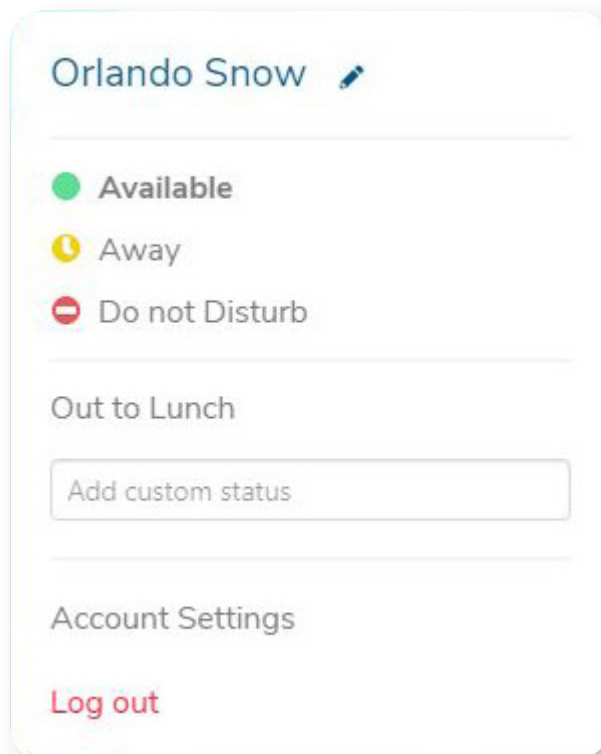 Orlando Snow
Available
Away
Do not Disturb
Out to Lunch
Add custom status
Account Settings
Log out